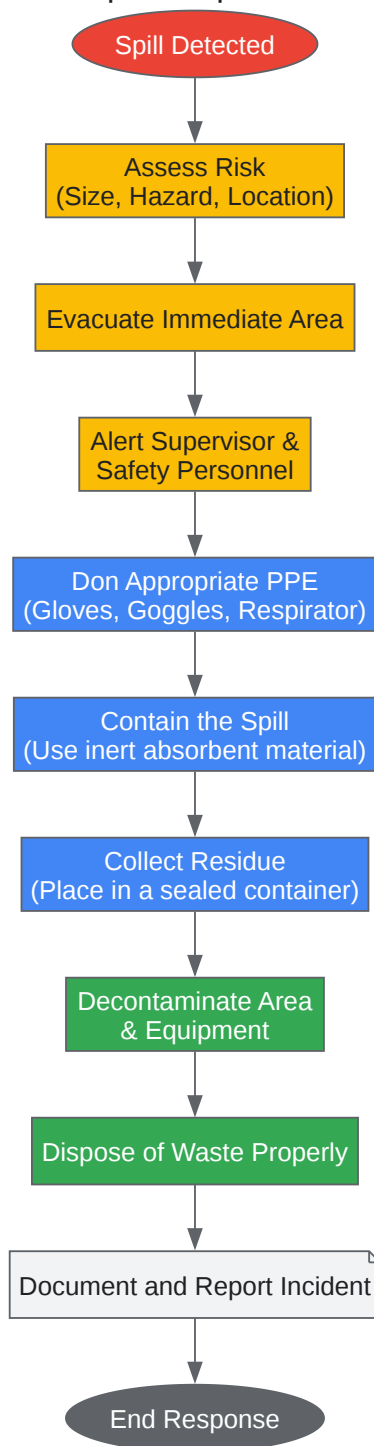 Spill Detected
Assess Risk
(Size, Hazard, Location)
Evacuate Immediate Area
Alert Supervisor &
Safety Personnel
Don Appropriate PPE
(Gloves, Goggles, Respirator)
Contain the Spill
(Use inert absorbent material)
Collect Residue
(Place in a sealed container)
Decontaminate Area
& Equipment
Dispose of Waste Properly
Document and Report Incident
End Response